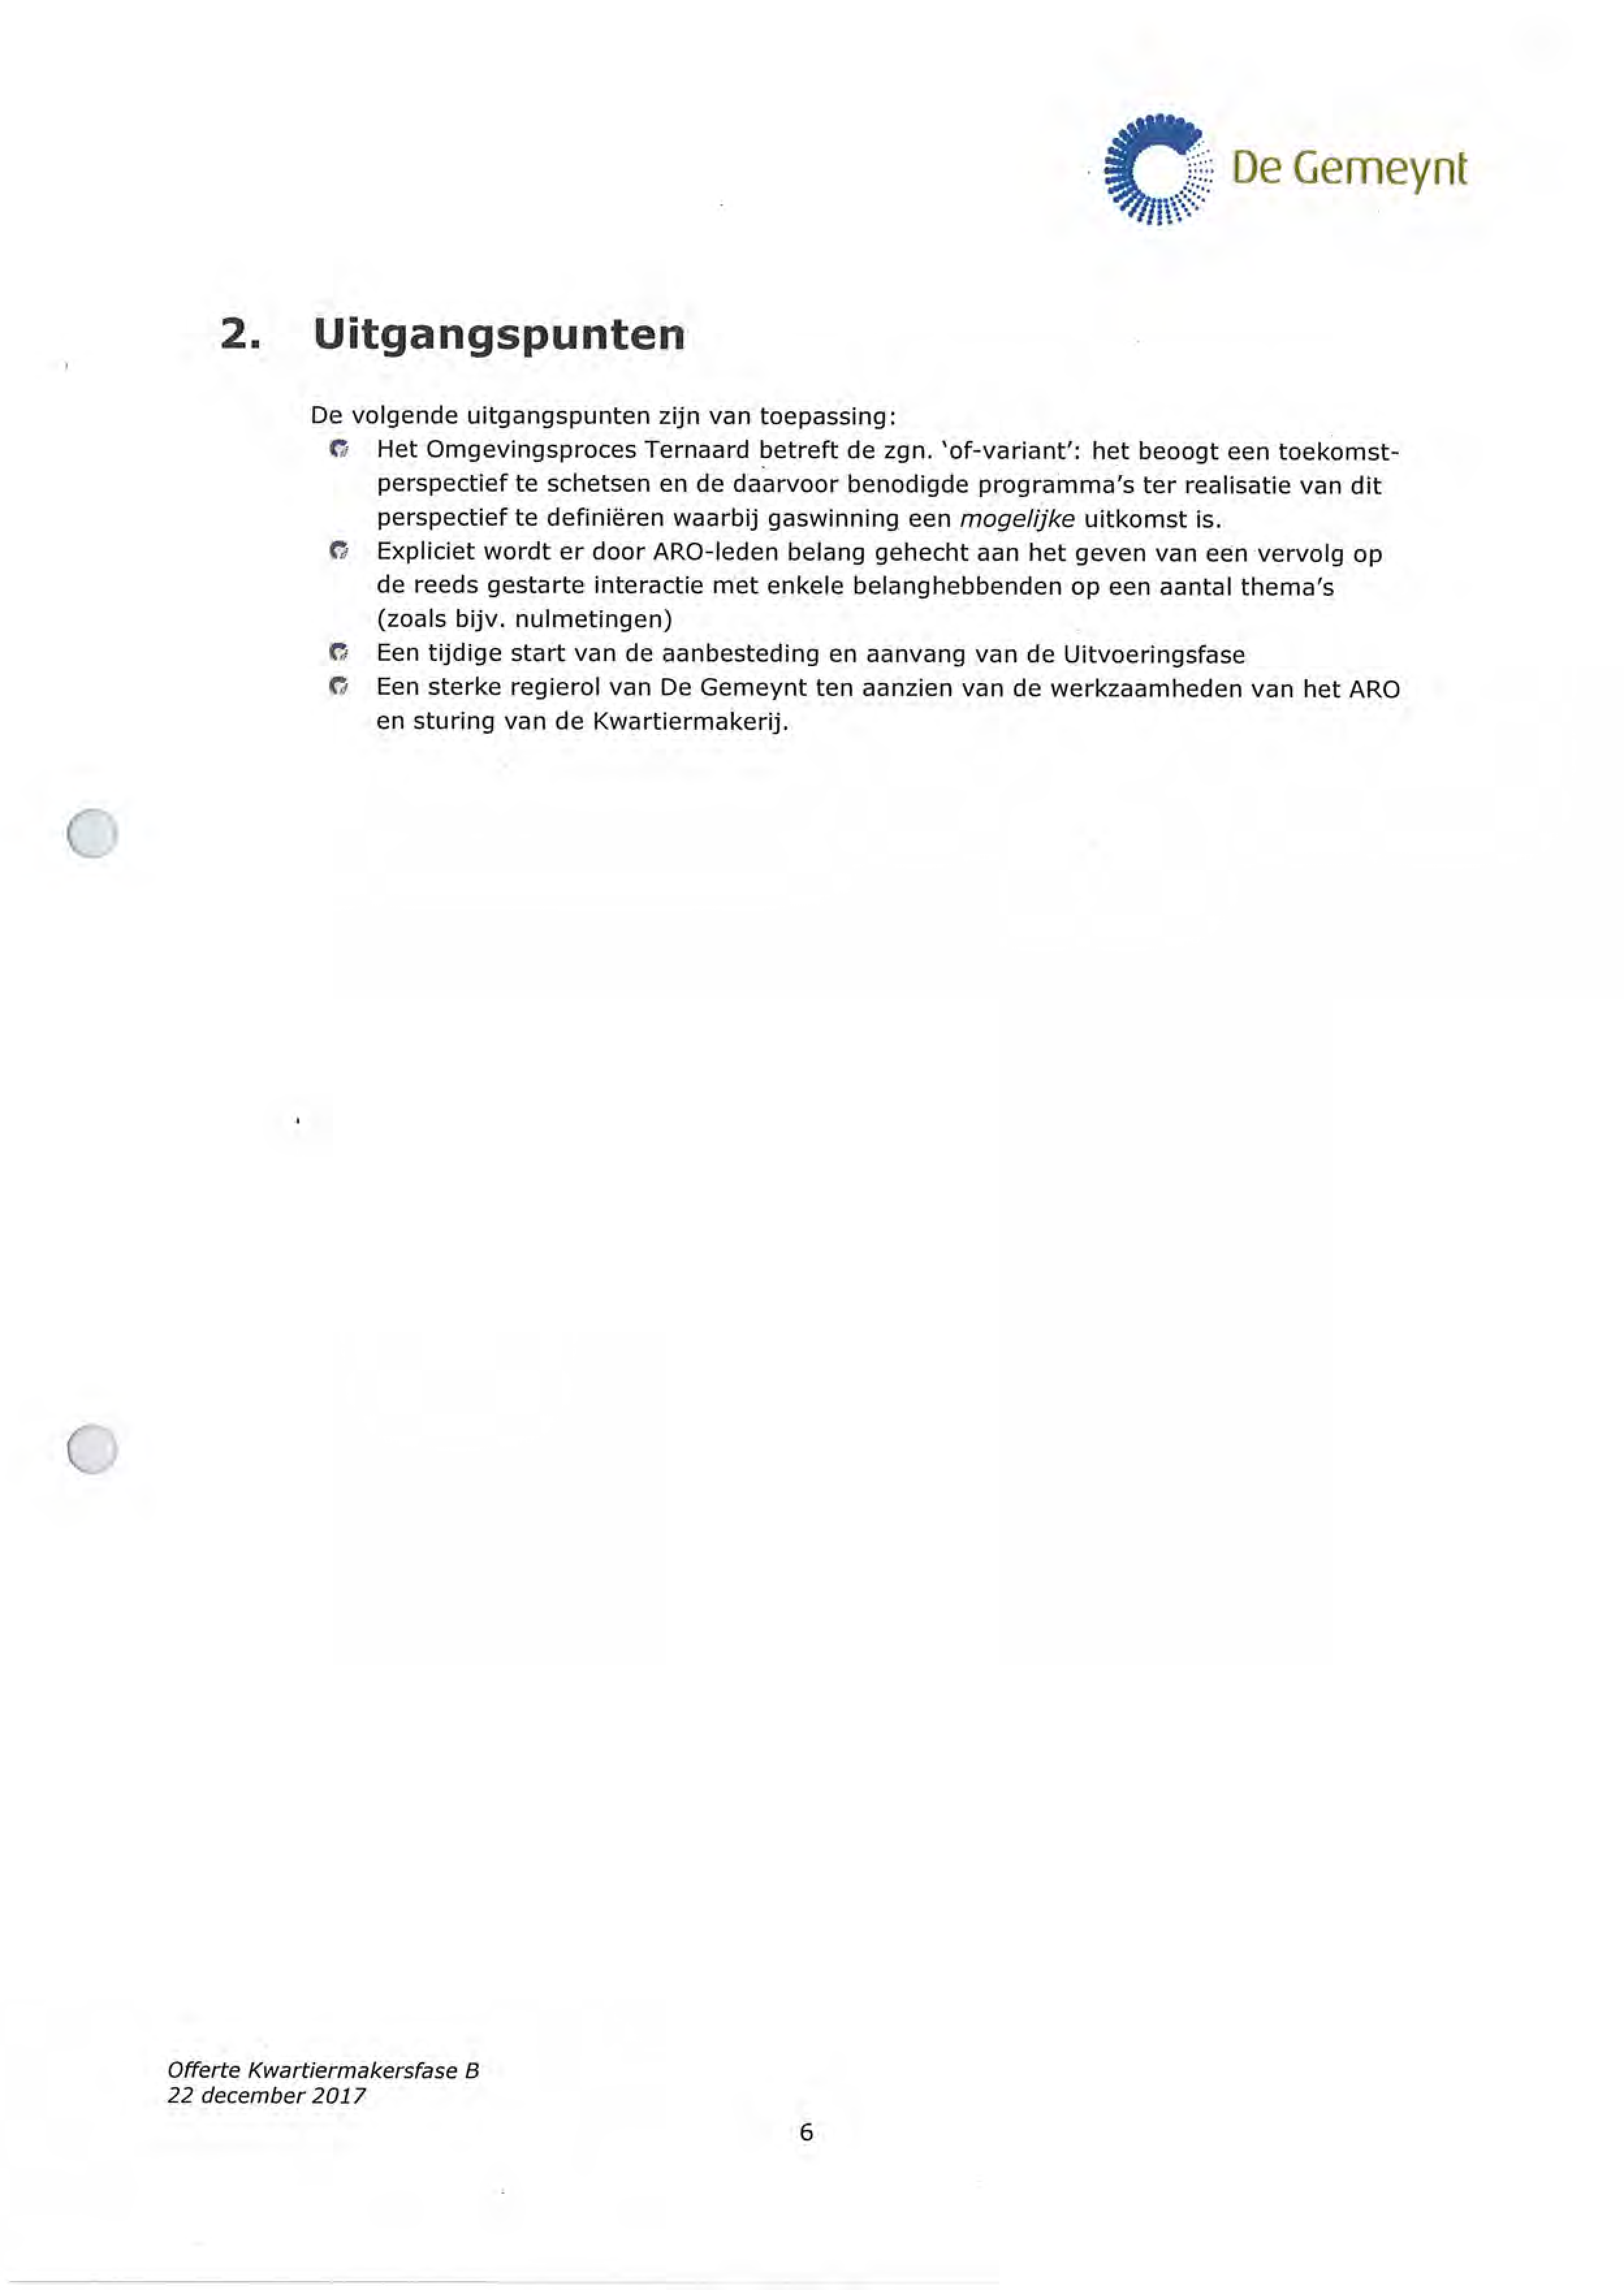 De Gemeynt
2. Uitgangspunten
De volgende uitgangspunten zijn van toepassing:
Het Omgevingsproces Ternaard betreft de zgn. ‘of-variant’: het beoogt een toekomst-
perspectief te schetsen en de daarvoor benodigde programma’s ter realisatie van dit
perspectief te definiëren waarbij gaswinning een mogelijke uitkomst is.
Expliciet wordt er door ARO-leden belang gehecht aan het geven van een vervolg op
de reeds gestarte interactie met enkele belanghebbenden op een aantal thema’s
(zoals bijv. nulmetingen)
Een tijdige start van de aanbesteding en aanvang van de Uitvoeringsfase
Een sterke regierol van De Gemeynt ten aanzien van de werkzaamheden van het ARO
en sturing van de Kwartiermakerij.
Offerte Kwartiermakersfase B
22 december 2017
6